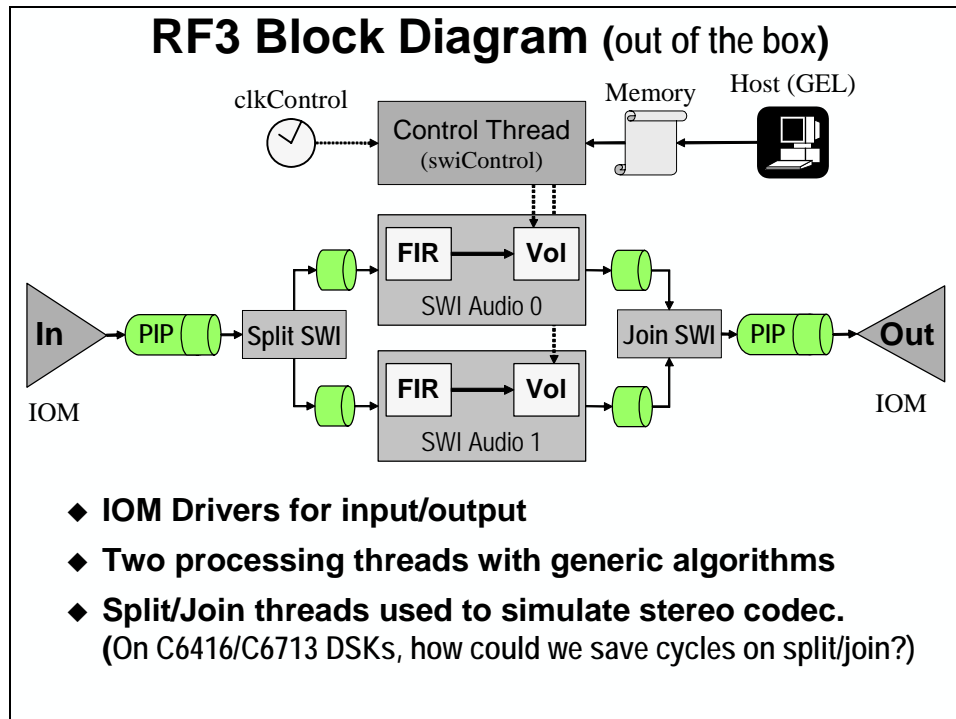 RF3 Block Diagram (out of the box)
clkControl
Control Thread
(swiControl)
Memory
Host (GEL)
FIR
Vol
SWI Audio 0
In
PIP
Split SWI
Join SWI
PIP
Out
FIR
Vol
SWI Audio 1
IOM
IOM
◆ IOM Drivers for input/output
◆ Two processing threads with generic algorithms
◆ Split/Join threads used to simulate stereo codec.
(On C6416/C6713 DSKs, how could we save cycles on split/join?)